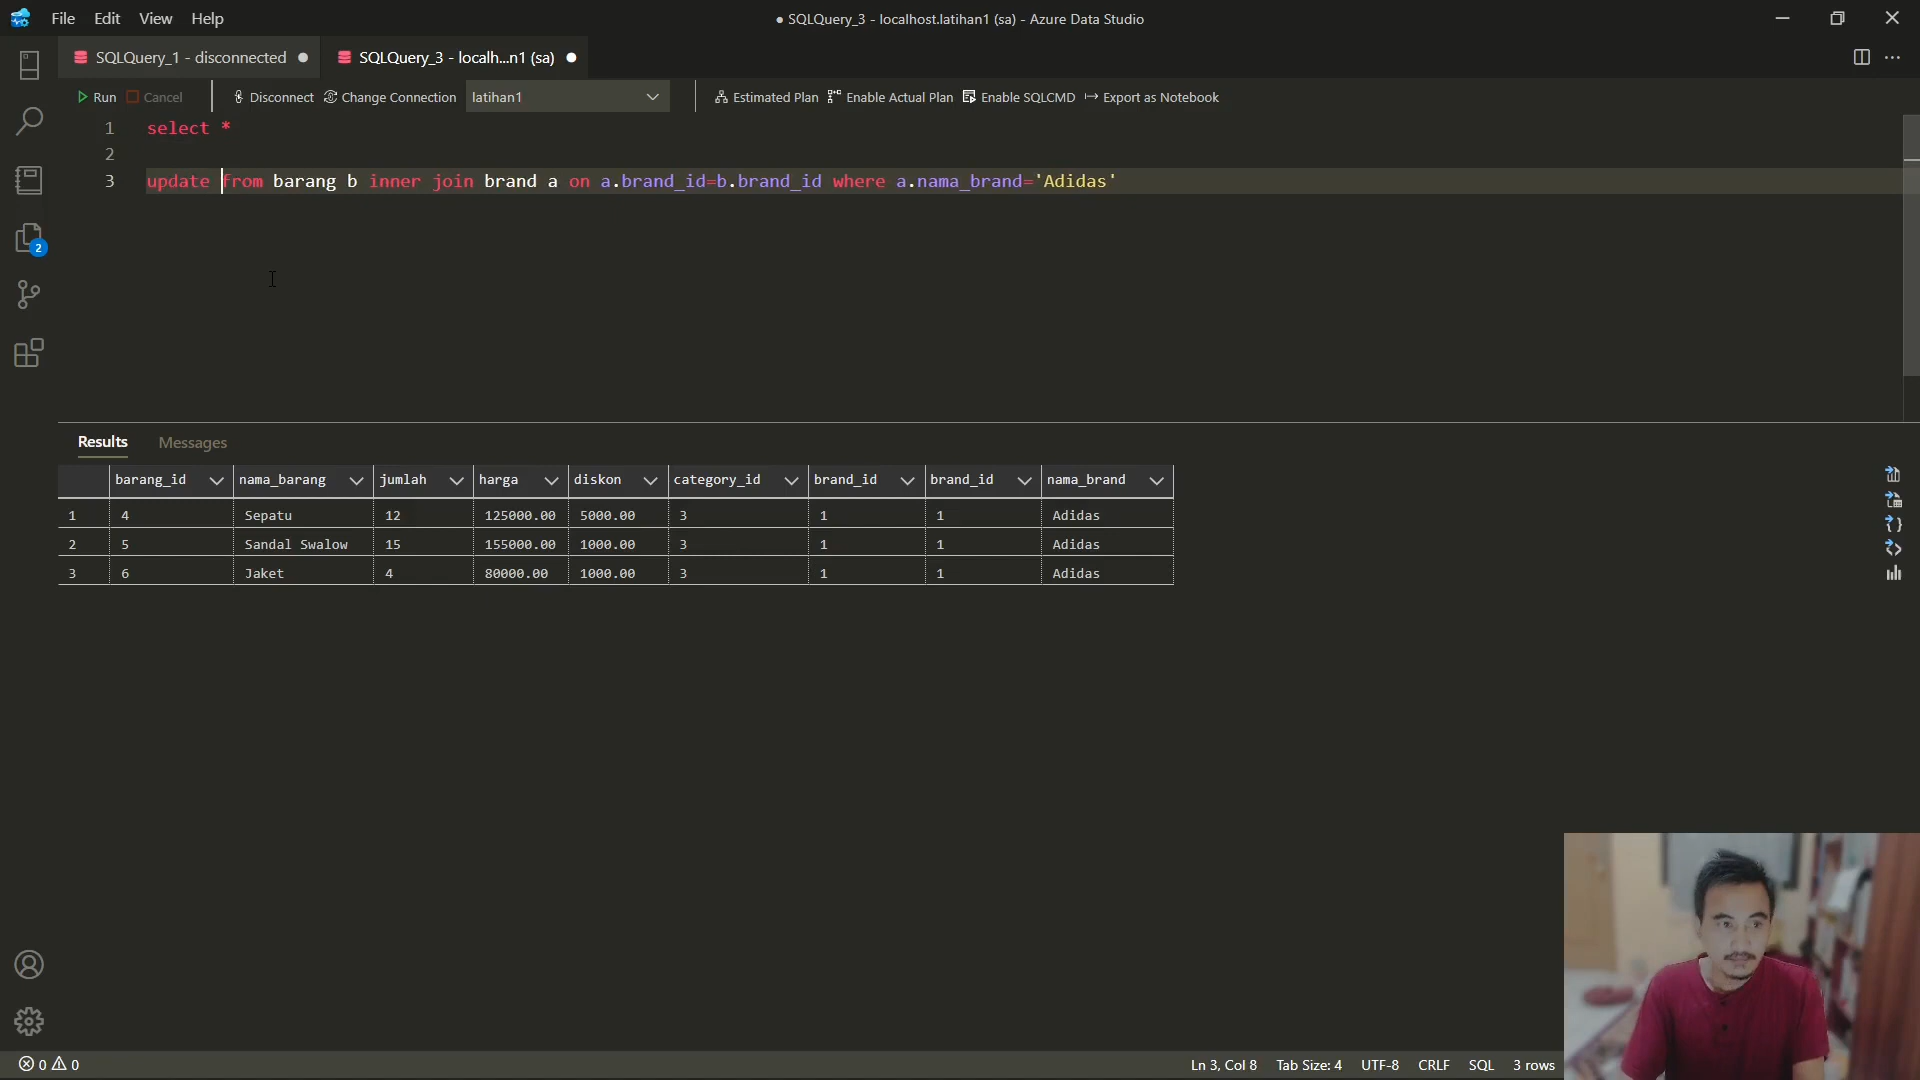 File Edit View Help
● SQLQuery_3 - localhost.latihan1 (sa) - Azure Data Studio
SQLQuery_1 - disconnected ●
SQLQuery_3 - localh...n1 (sa) ●
Run Cancel Disconnect Change Connection latihan1 Estimated Plan Enable Actual Plan Enable SQLCMD Export as Notebook
1 select *
2
3 update from barang b inner join brand a on a.brand_id=b.brand_id where a.nama_brand='Adidas'
2
Results Messages
barang_id nama_barang jumlah harga diskon category_id brand_id brand_id nama_brand
1 4 Sepatu 12 125000.00 5000.00 3 1 1 Adidas
2 5 Sandal Swalow 15 155000.00 1000.00 3 1 1 Adidas
3 6 Jaket 4 80000.00 1000.00 3 1 1 Adidas
0 0 Ln 3, Col 8 Tab Size: 4 UTF-8 CRLF SQL 3 rows